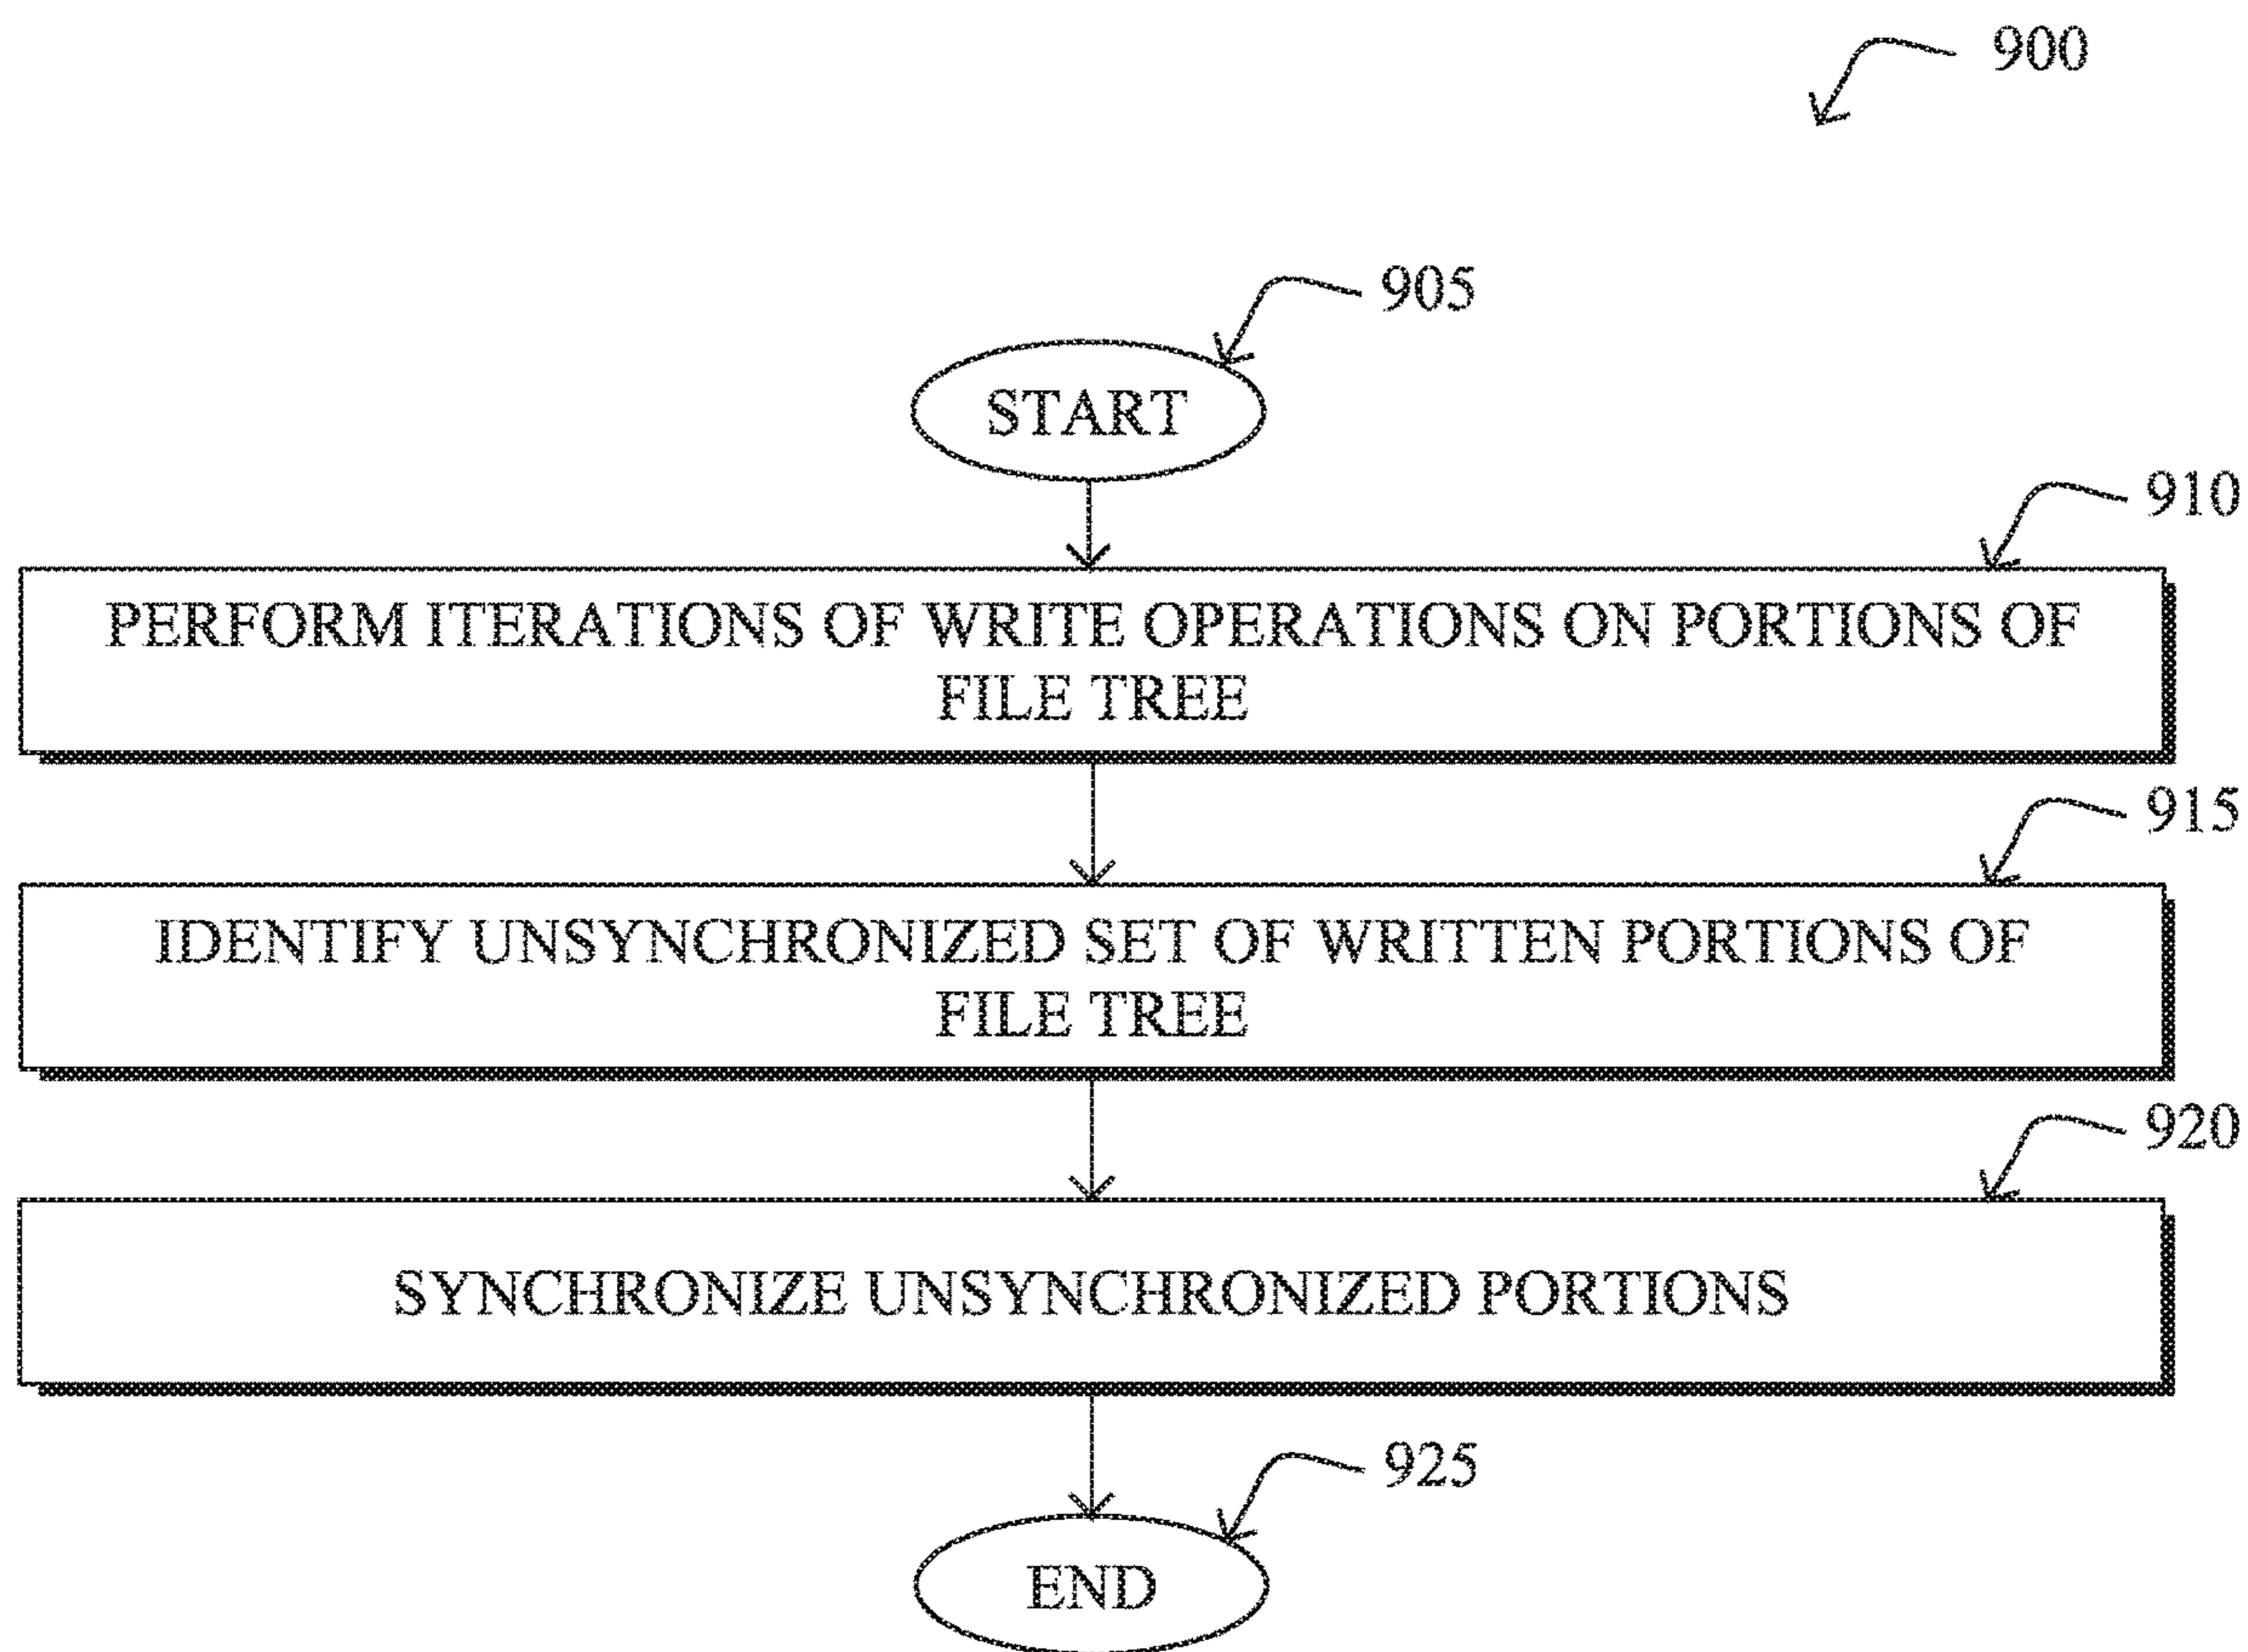 900
905
START
910
PERFORM ITERATIONS OF WRITE OPERATIONS ON PORTIONS OF
FILE TREE
915
IDENTIFY UNSYNCHRONIZED SET OF WRITTEN PORTIONS OF
FILE TREE
920
SYNCHRONIZE UNSYNCHRONIZED PORTIONS
925
END